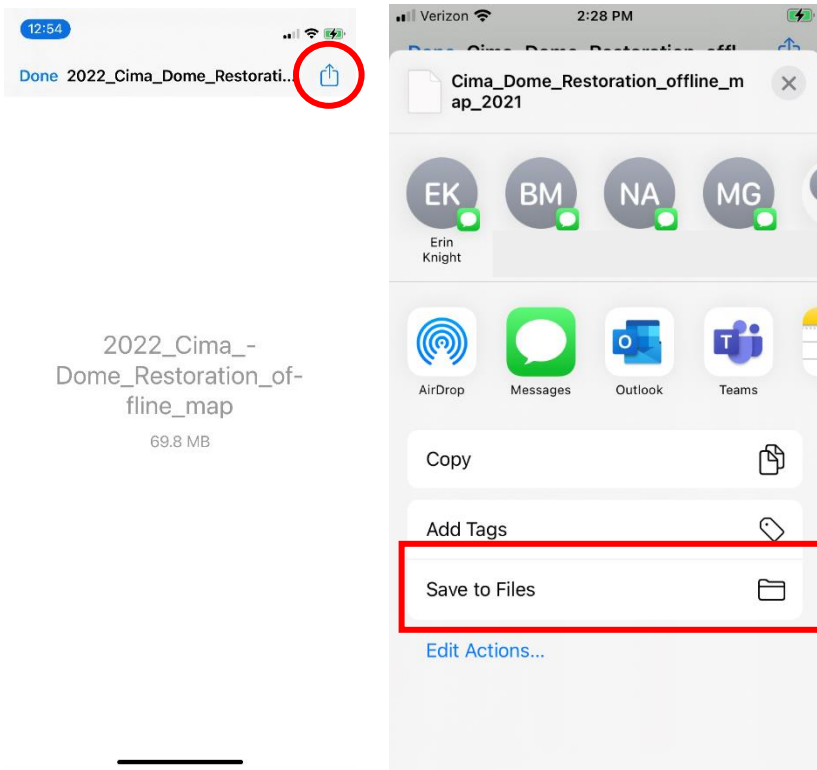 12:54
Done 2022_Cima_Dome_Restorati...
2022_Cima_-
Dome_Restoration_of-
fline_map
69.8 MB
Verizon 2:28 PM
Cima_Dome_Restoration_offline_m
ap_2021
EK BM NA MG
Erin
Knight
AirDrop Messages Outlook Teams
Copy
Add Tags
Save to Files
Edit Actions...